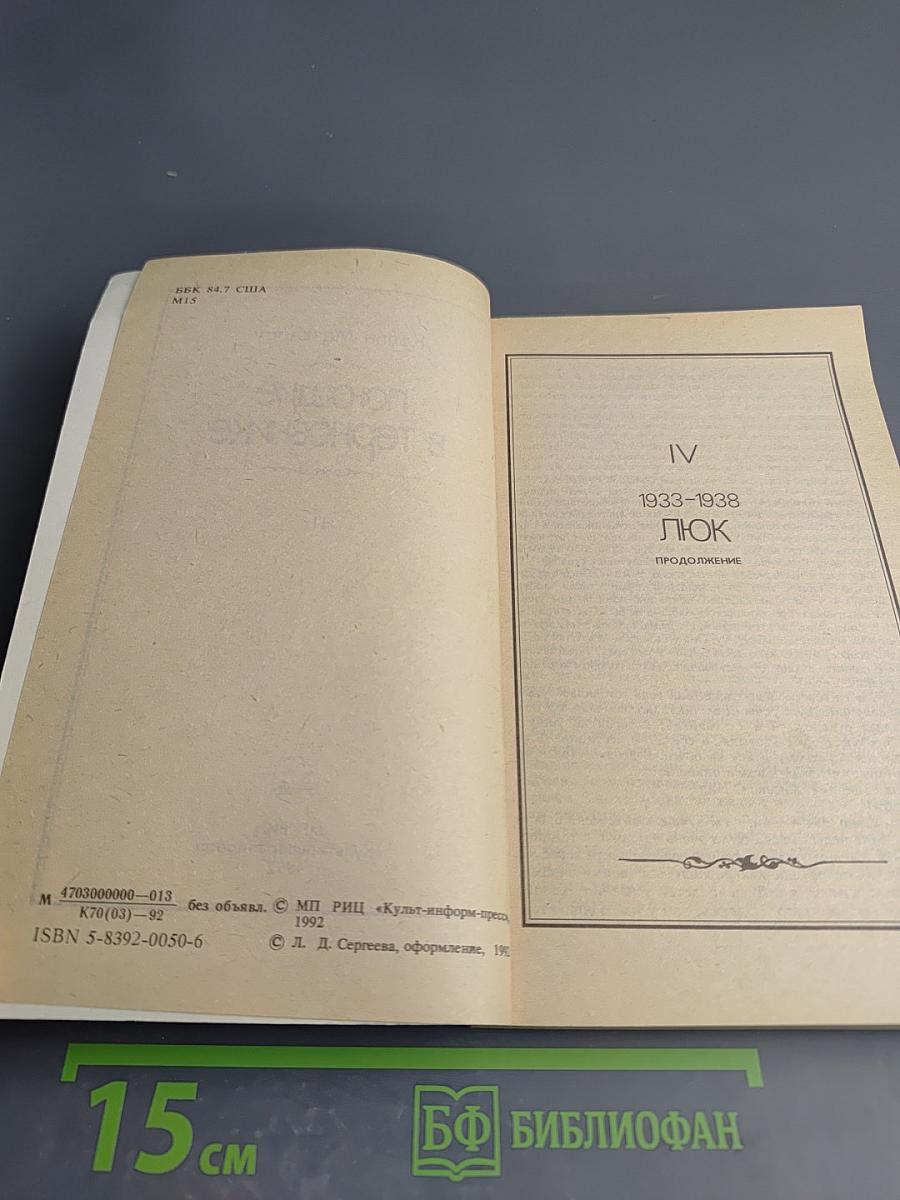 ББК 84.7 США
М15
М 4703000000—013
К70(03)—92
без объявл. © МП РИЦ «Культ-информ-пресс»,
1992
ISBN 5-8392-0050-6
© Л. Д. Сергеева, оформление, 199
IV
1933–1938
ЛЮК
ПРОДОЛЖЕНИЕ
15 см
БФ БИБЛИОФАН